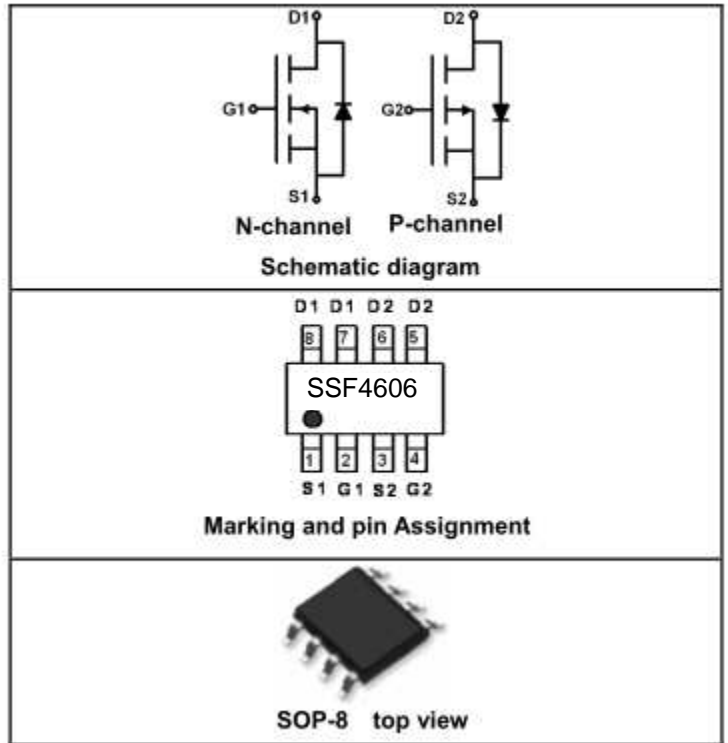 D1 D2
G1 G2
S1 S2
N-channel P-channel
Schematic diagram
D1 D1 D2 D2
8 7 6 5
SSF4606
1 2 3 4
S1 G1 S2 G2
Marking and pin Assignment
SOP-8 top view